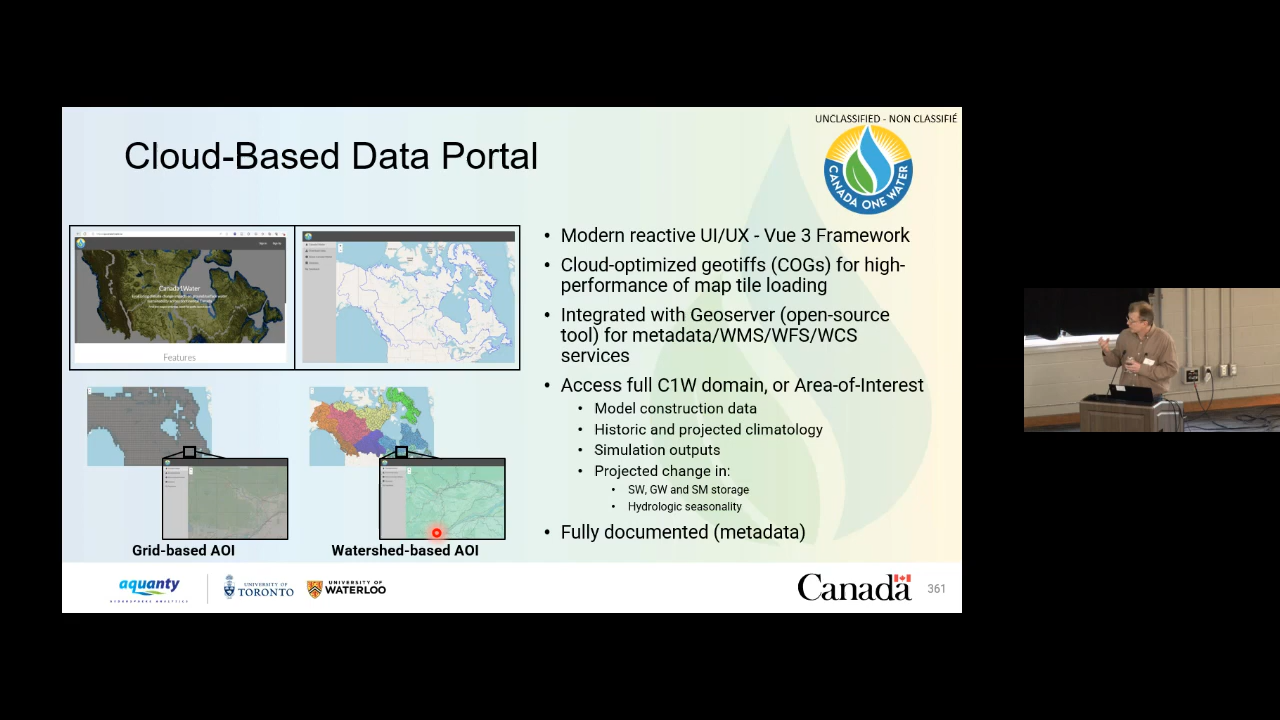 UNCLASSIFIED - NON CLASSIFIÉ
Cloud-Based Data Portal
CANADA ONE WATER
Canada1Water
Features
Grid-based AOI
Watershed-based AOI
• Modern reactive UI/UX - Vue 3 Framework
• Cloud-optimized geotiffs (COGs) for high-
performance of map tile loading
• Integrated with Geoserver (open-source
tool) for metadata/WMS/WFS/WCS
services
• Access full C1W domain, or Area-of-Interest
• Model construction data
• Historic and projected climatology
• Simulation outputs
• Projected change in:
• SW, GW and SM storage
• Hydrologic seasonality
• Fully documented (metadata)
aquanty
HYDROSPHERE ANALYTICS
UNIVERSITY OF
TORONTO
UNIVERSITY OF
WATERLOO
Canada
361